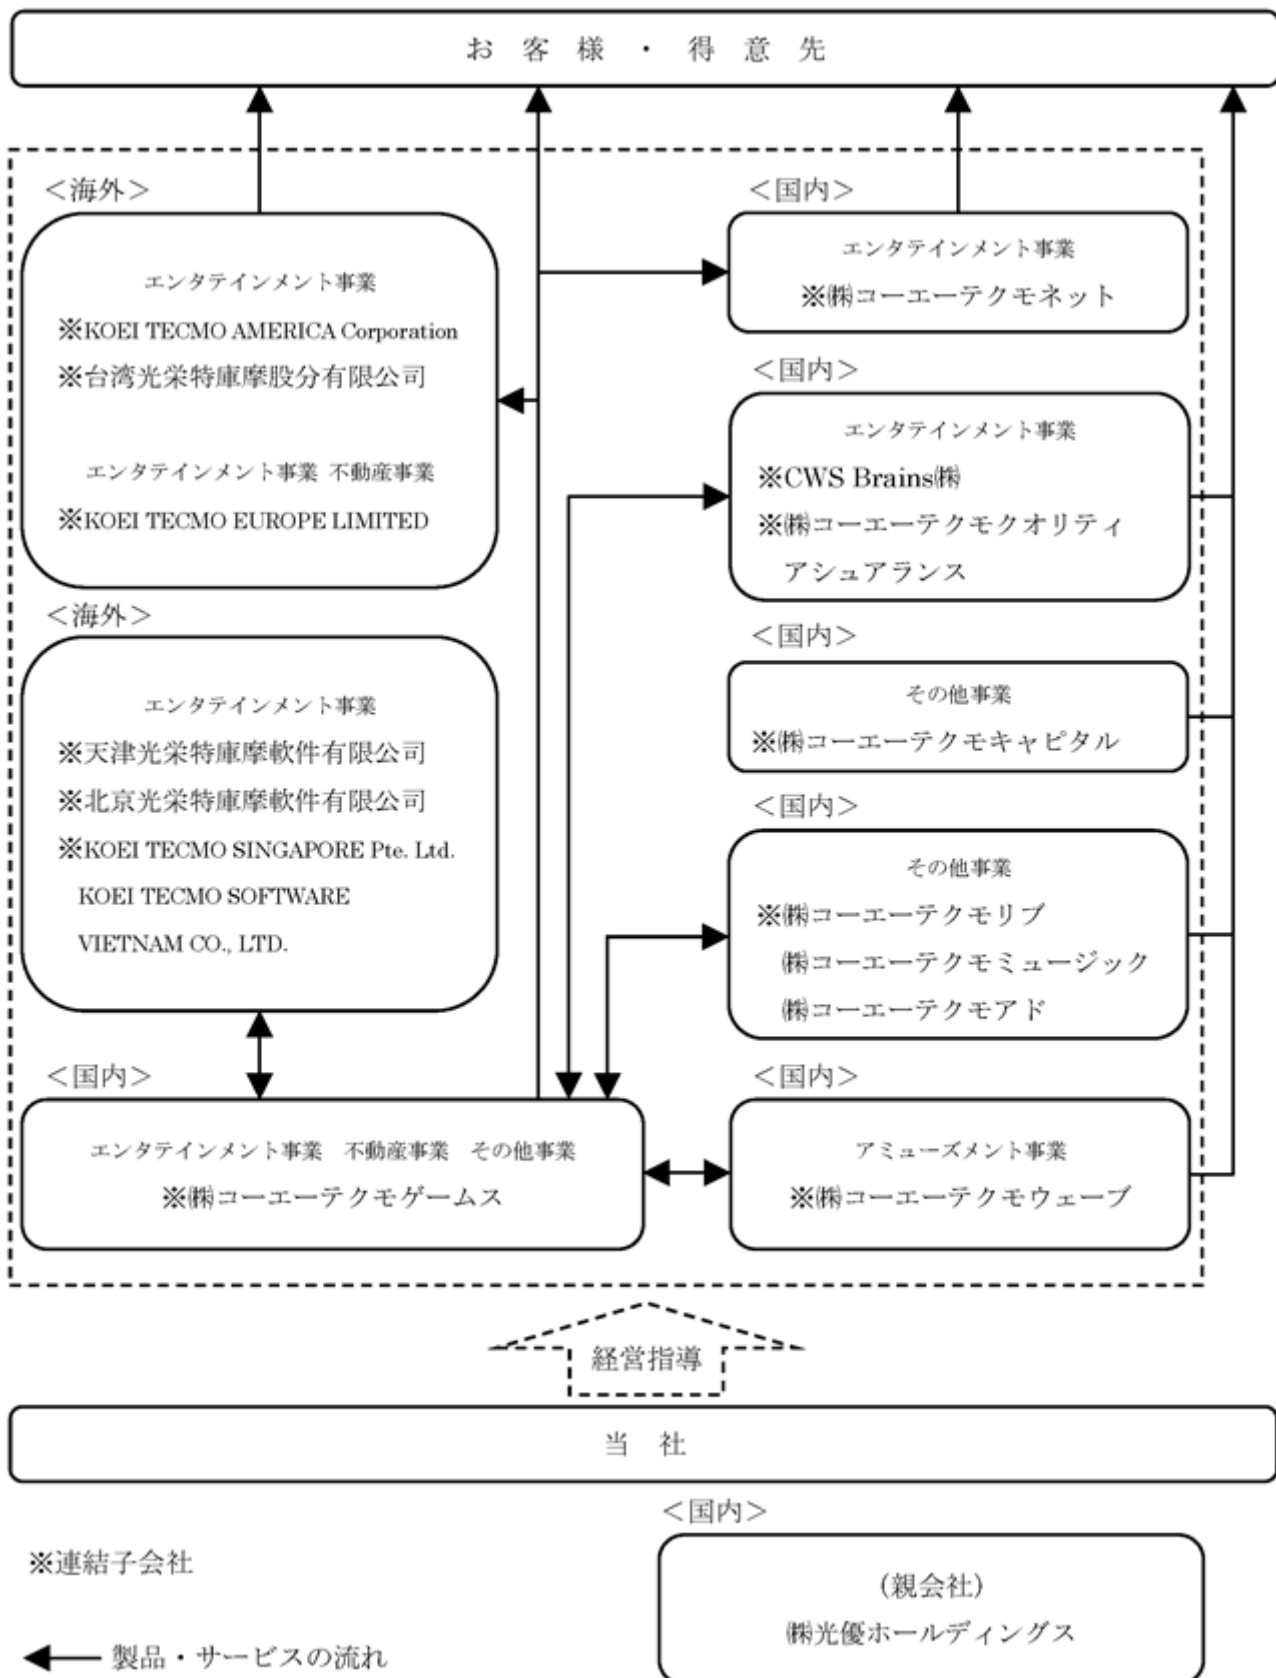 お客様・得意先
＜海外＞
エンタテインメント事業
※KOEI TECMO AMERICA Corporation
※台湾光栄特庫摩股分有限公司
エンタテインメント事業 不動産事業
※KOEI TECMO EUROPE LIMITED
＜海外＞
エンタテインメント事業
※天津光栄特庫摩軟件有限公司
※北京光栄特庫摩軟件有限公司
※KOEI TECMO SINGAPORE Pte. Ltd.
KOEI TECMO SOFTWARE
VIETNAM CO., LTD.
＜国内＞
エンタテインメント事業　不動産事業　その他事業
※㈱コーエーテクモゲームス
＜国内＞
エンタテインメント事業
※㈱コーエーテクモネット
＜国内＞
エンタテインメント事業
※CWS Brains㈱
※㈱コーエーテクモクオリティ
アシュアランス
＜国内＞
その他事業
※㈱コーエーテクモキャピタル
＜国内＞
その他事業
※㈱コーエーテクモリブ
㈱コーエーテクモミュージック
㈱コーエーテクモアド
＜国内＞
アミューズメント事業
※㈱コーエーテクモウェーブ
経営指導
当社
※連結子会社
製品・サービスの流れ
＜国内＞
(親会社)
㈱光優ホールディングス